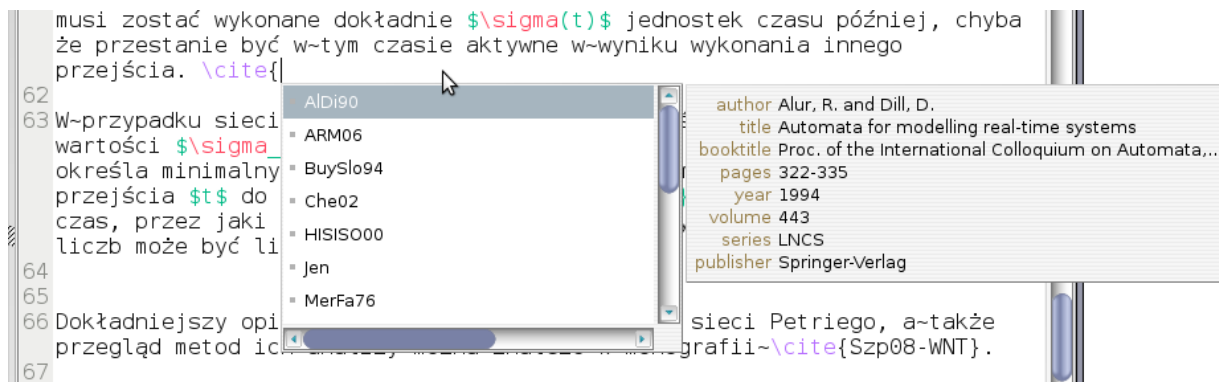 musi zostać wykonane dokładnie $\sigma(t)$ jednostek czasu później, chyba
że przestanie być w~tym czasie aktywne w~wyniku wykonania innego
przejścia. \cite{
62
63 W~przypadku sieci
wartości $\sigma_
określa minimalny
przejścia $t$ do
czas, przez jaki
liczb może być li
64
65
66 Dokładniejszy opi sieci Petriego, a~także
przegląd metod ich monografii~\cite{Szp08-WNT}.
67
AlDi90
ARM06
BuySlo94
Che02
HISISO00
Jen
MerFa76
author Alur, R. and Dill, D.
title Automata for modelling real-time systems
booktitle Proc. of the International Colloquium on Automata,...
pages 322-335
year 1994
volume 443
series LNCS
publisher Springer-Verlag